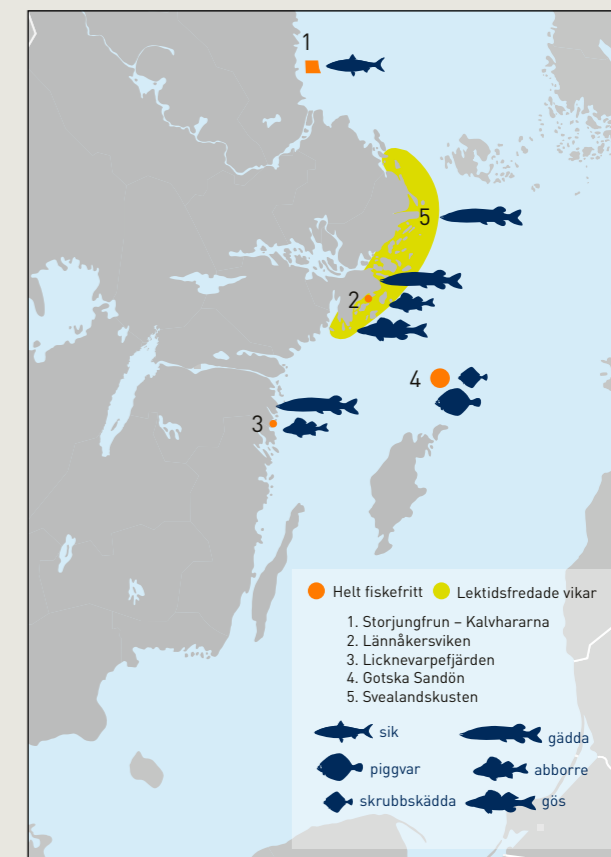 1
5
2
4
3
Helt fiskefritt Lektidsfredade vikar
1. Storjungfrun – Kalvhararna
2. Lännåkersviken
3. Licknevarpefjärden
4. Gotska Sandön
5. Svealandskusten
sik gädda
piggvar abborre
skrubbskädda gös